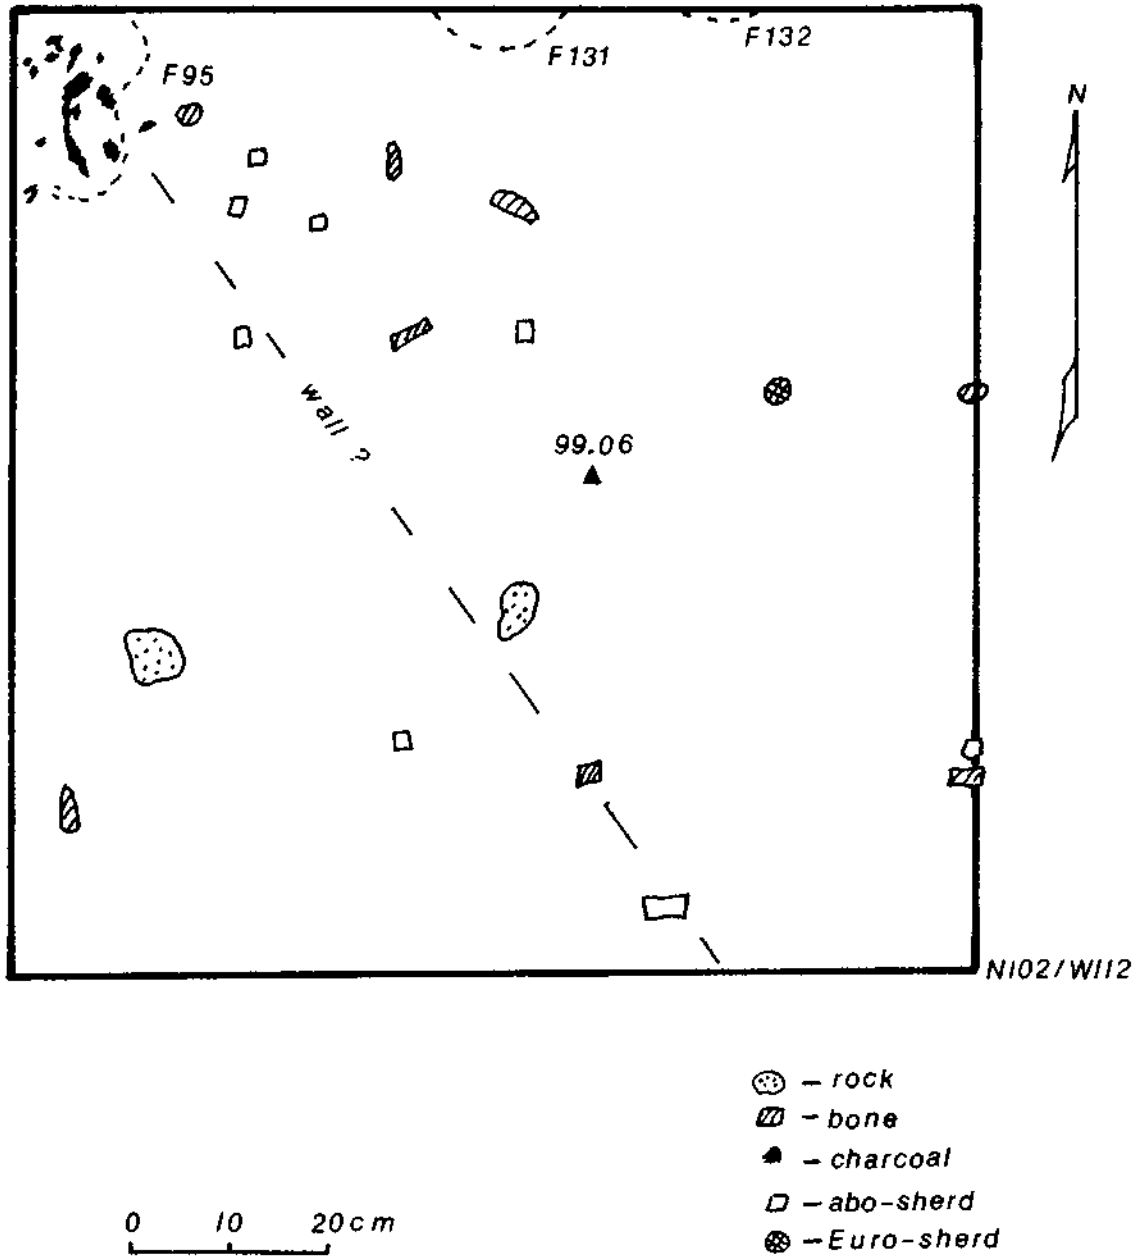 F132
F131
F95
N
wall ?
99.06
N102/W112
– rock
– bone
– charcoal
– abo-sherd
– Euro-sherd
0 10 20cm